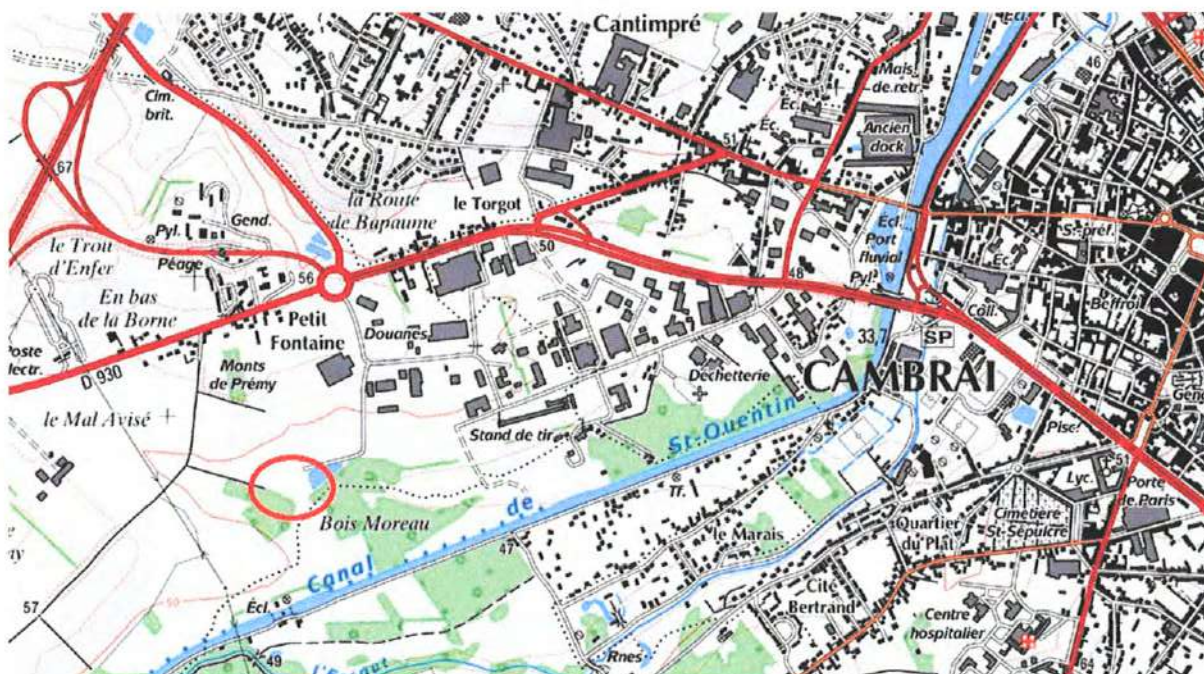 Cantimpré
46
Cim.
brit.
Mais.
de retr.
Éc.
Éc.
Ancien
dock
51
67
la Route
de Bapaume
le Torgot
Gend.
Pyl.
Péage
50
Écl.
Port
fluvial
Pyl.
48
S.-préf.
Éc.
Beffroi
le Trou
d'Enfer
56
En bas
de la Borne
Petit
Fontaine
Douanes
Coll.
33,7
SP
D 930
Monts
de Prémy
Déchetterie
CAMBRAI
le Mal Avisé
Stand de tir
Pisc.
Canal de St-Quentin
Tr.
Lyc.
51
Porte
de Paris
Cimetière
St-Sépulcre
Bois Moreau
Quartier
du Plat
le Marais
47
Cité
Bertrand
57
Écl.
Centre
hospitalier
49
Rnes
64